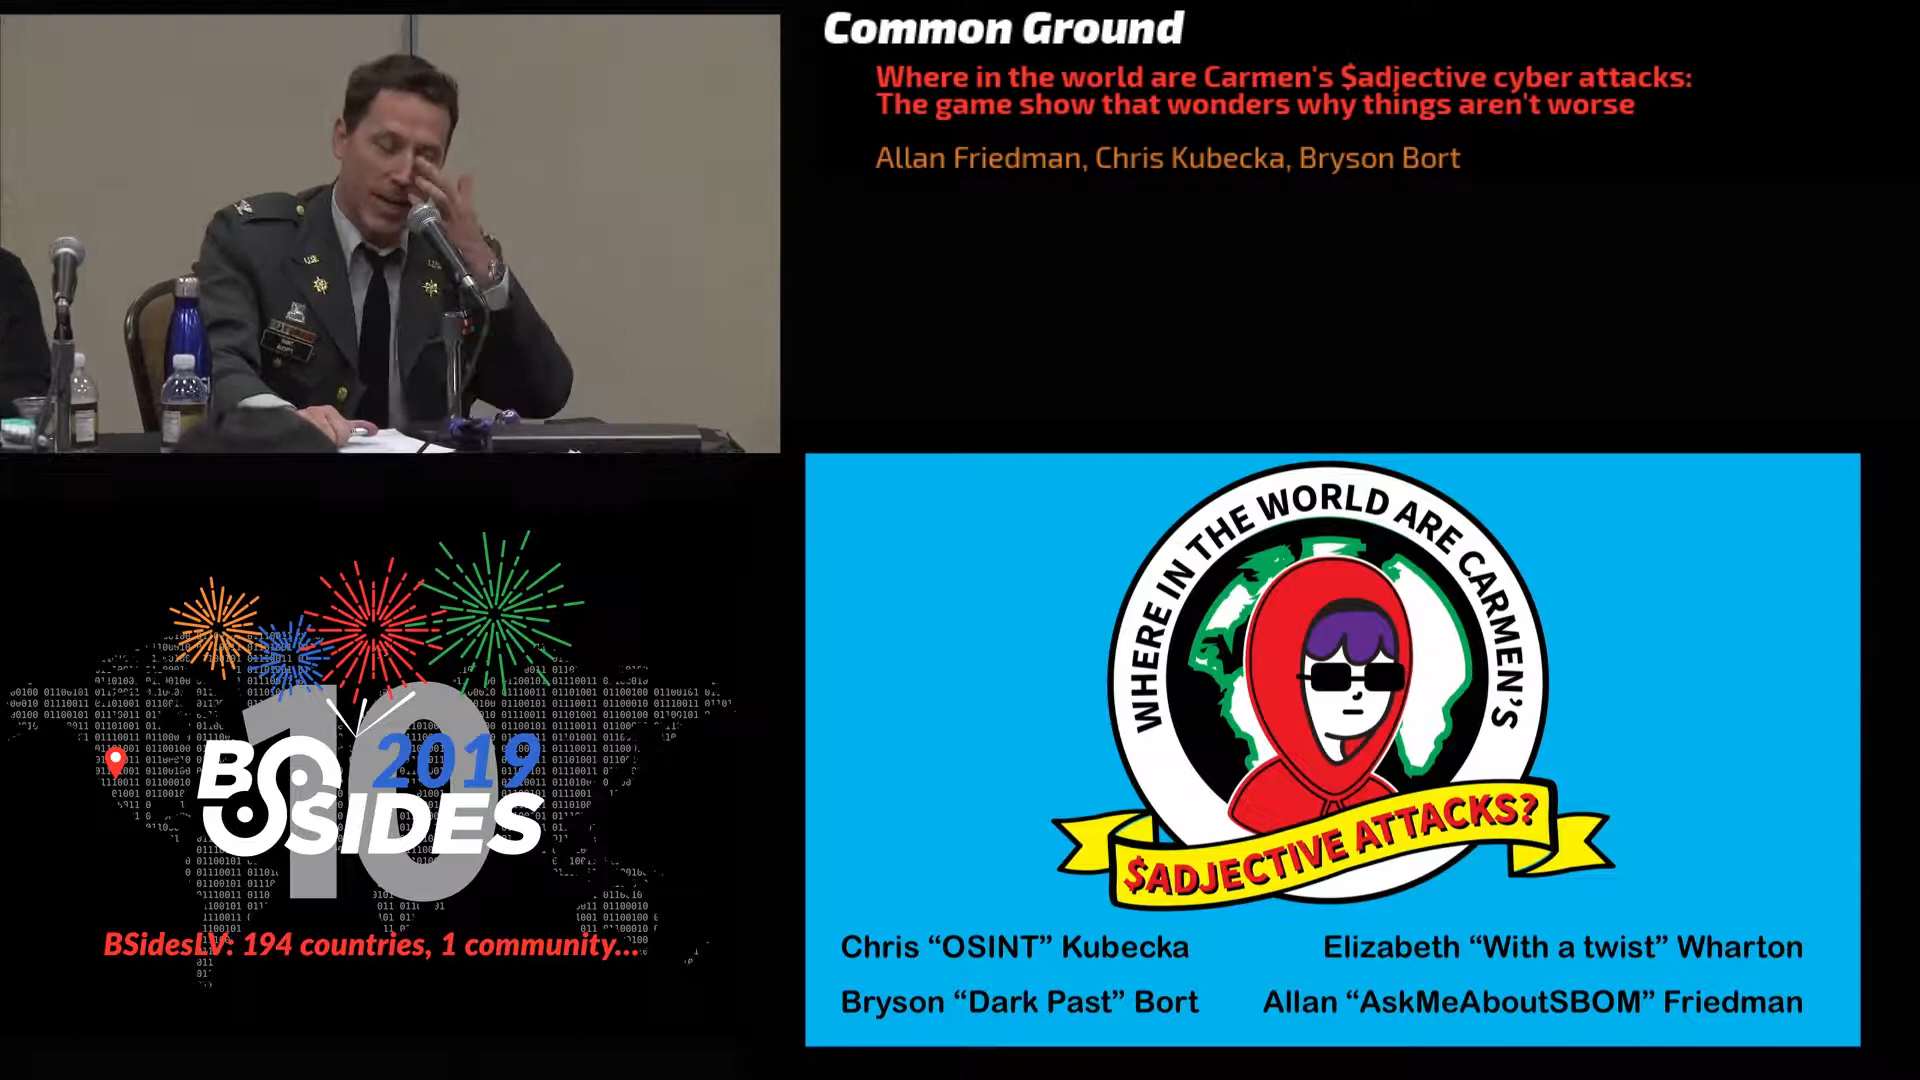 Common Ground
Where in the world are Carmen's $adjective cyber attacks:
The game show that wonders why things aren't worse
Allan Friedman, Chris Kubecka, Bryson Bort
WHERE IN THE WORLD ARE CARMEN'S
$ADJECTIVE ATTACKS?
Chris “OSINT” Kubecka
Elizabeth “With a twist” Wharton
Bryson “Dark Past” Bort
Allan “AskMeAboutSBOM” Friedman
10
2019
BSIDES
BSidesLV: 194 countries, 1 community...